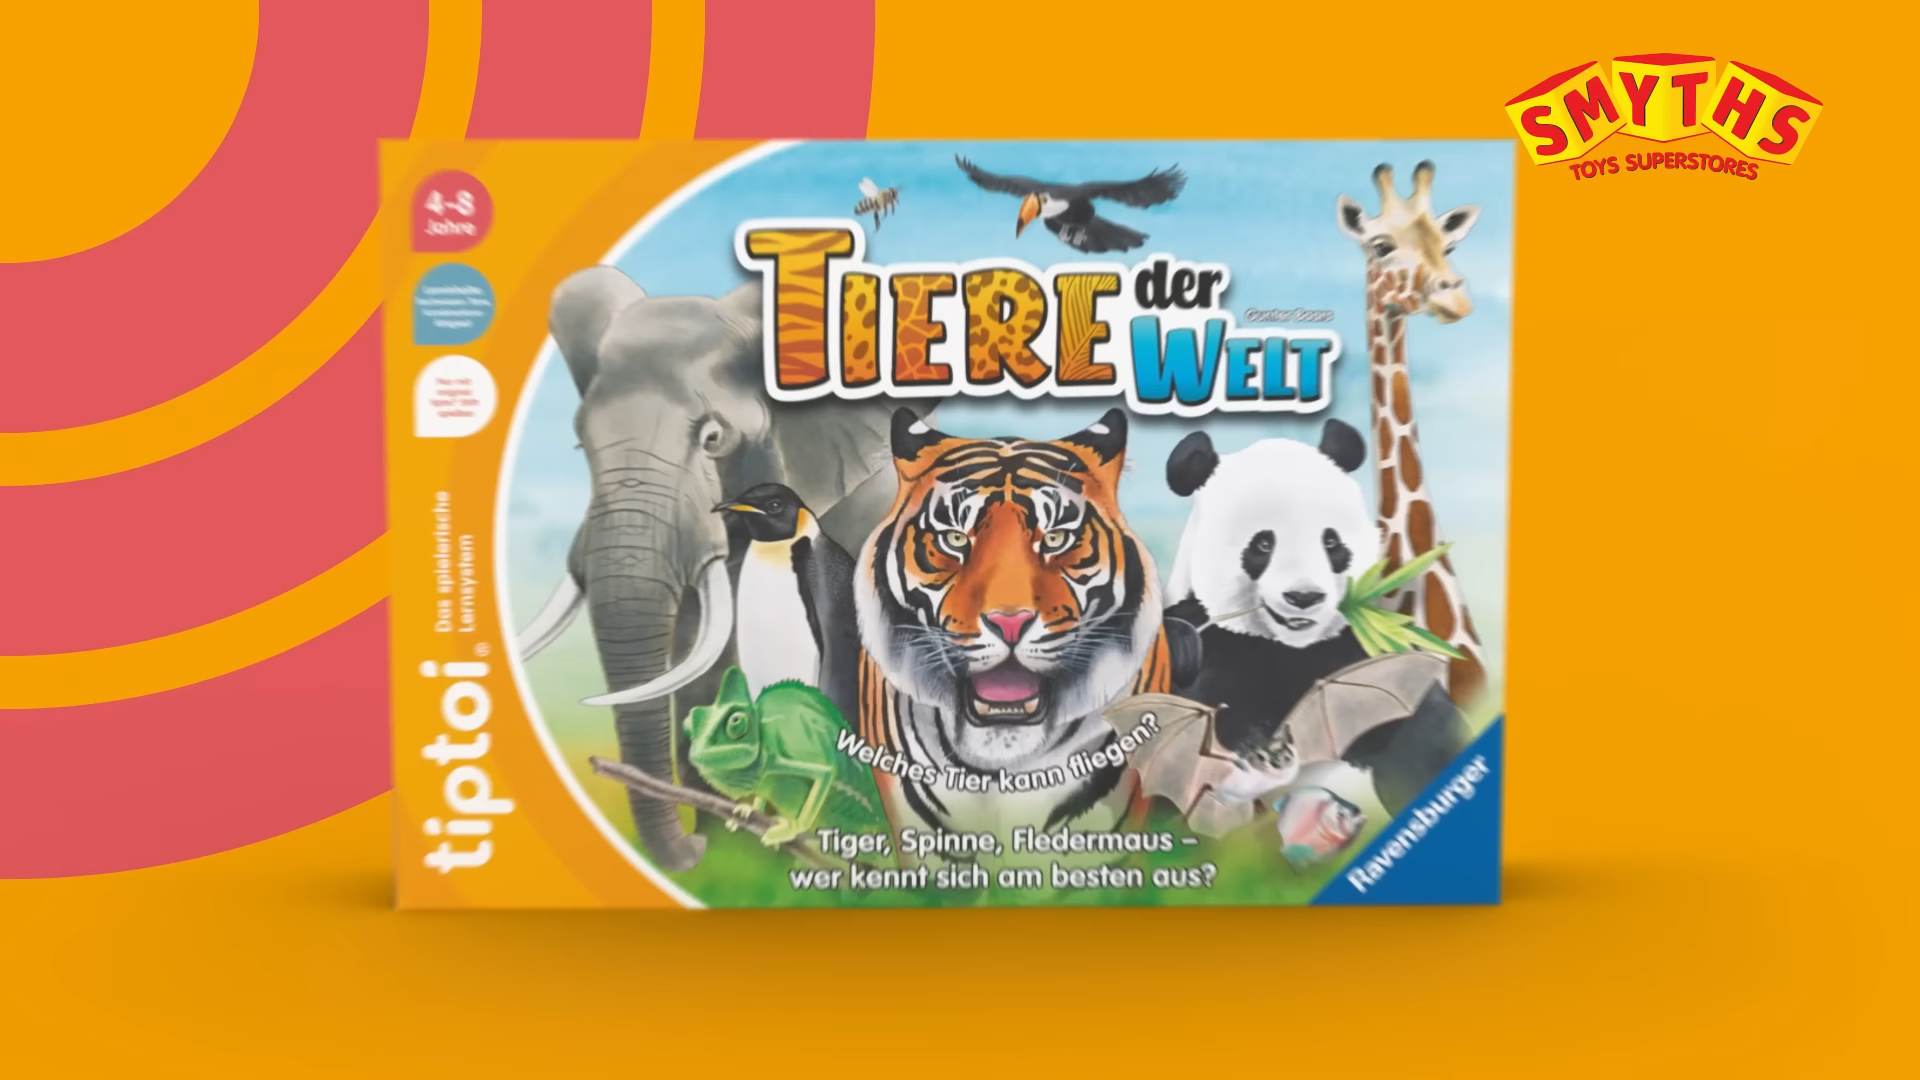 SMYTHS
TOYS SUPERSTORES
4-8
Jahre
TIERE der
WELT
Das spielerische
Lernsystem
tiptoi®
Welches Tier kann fliegen?
Tiger, Spinne, Fledermaus –
wer kennt sich am besten aus?
Ravensburger